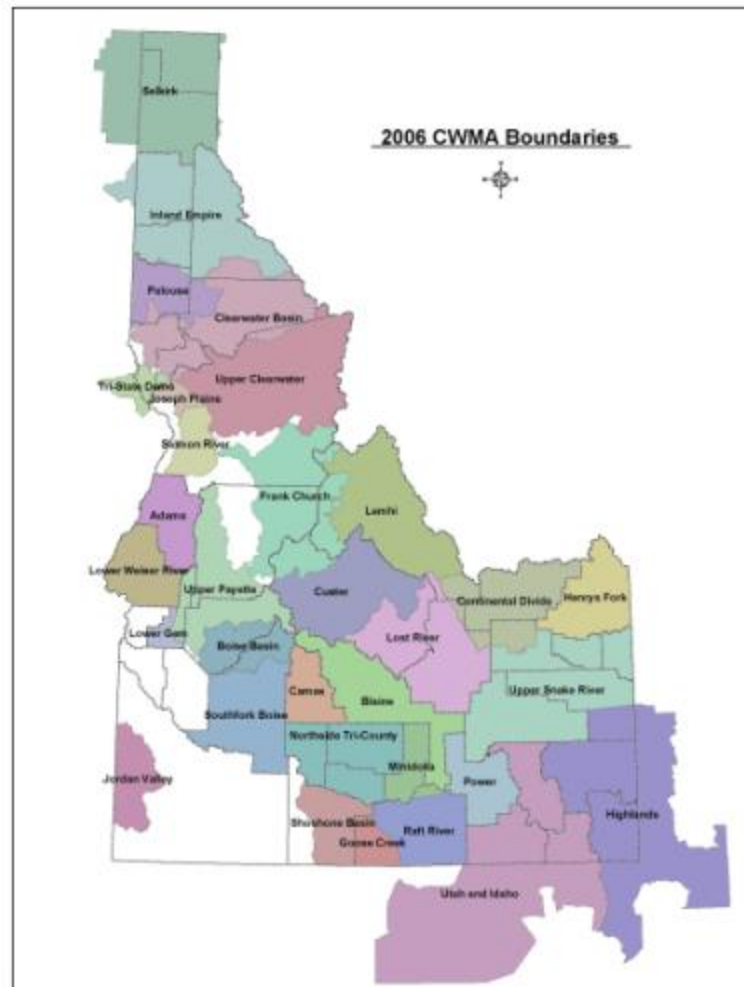 Selkirk
2006 CWMA Boundaries
Inland Empire
Palouse
Clearwater Basin
Upper Clearwater
Tri-State Demo
Joseph Plains
Salmon River
Frank Church
Lemhi
Adams
Lower Weiser River
Upper Payette
Custer
Continental Divide
Henrys Fork
Lower Gem
Boise Basin
Lost River
Camas
Blaine
Upper Snake River
Southfork Boise
Northside Tri-County
Minidoka
Power
Jordan Valley
Shoshone Basin
Raft River
Highlands
Goose Creek
Utah and Idaho